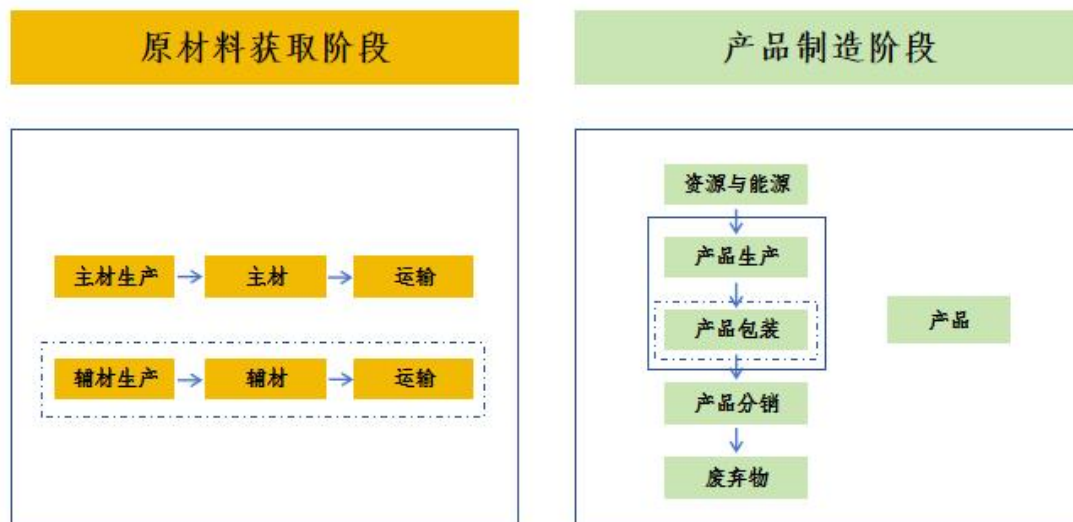 原材料获取阶段
产品制造阶段
主材生产
主材
运输
辅材生产
辅材
运输
资源与能源
产品生产
产品包装
产品分销
废弃物
产品